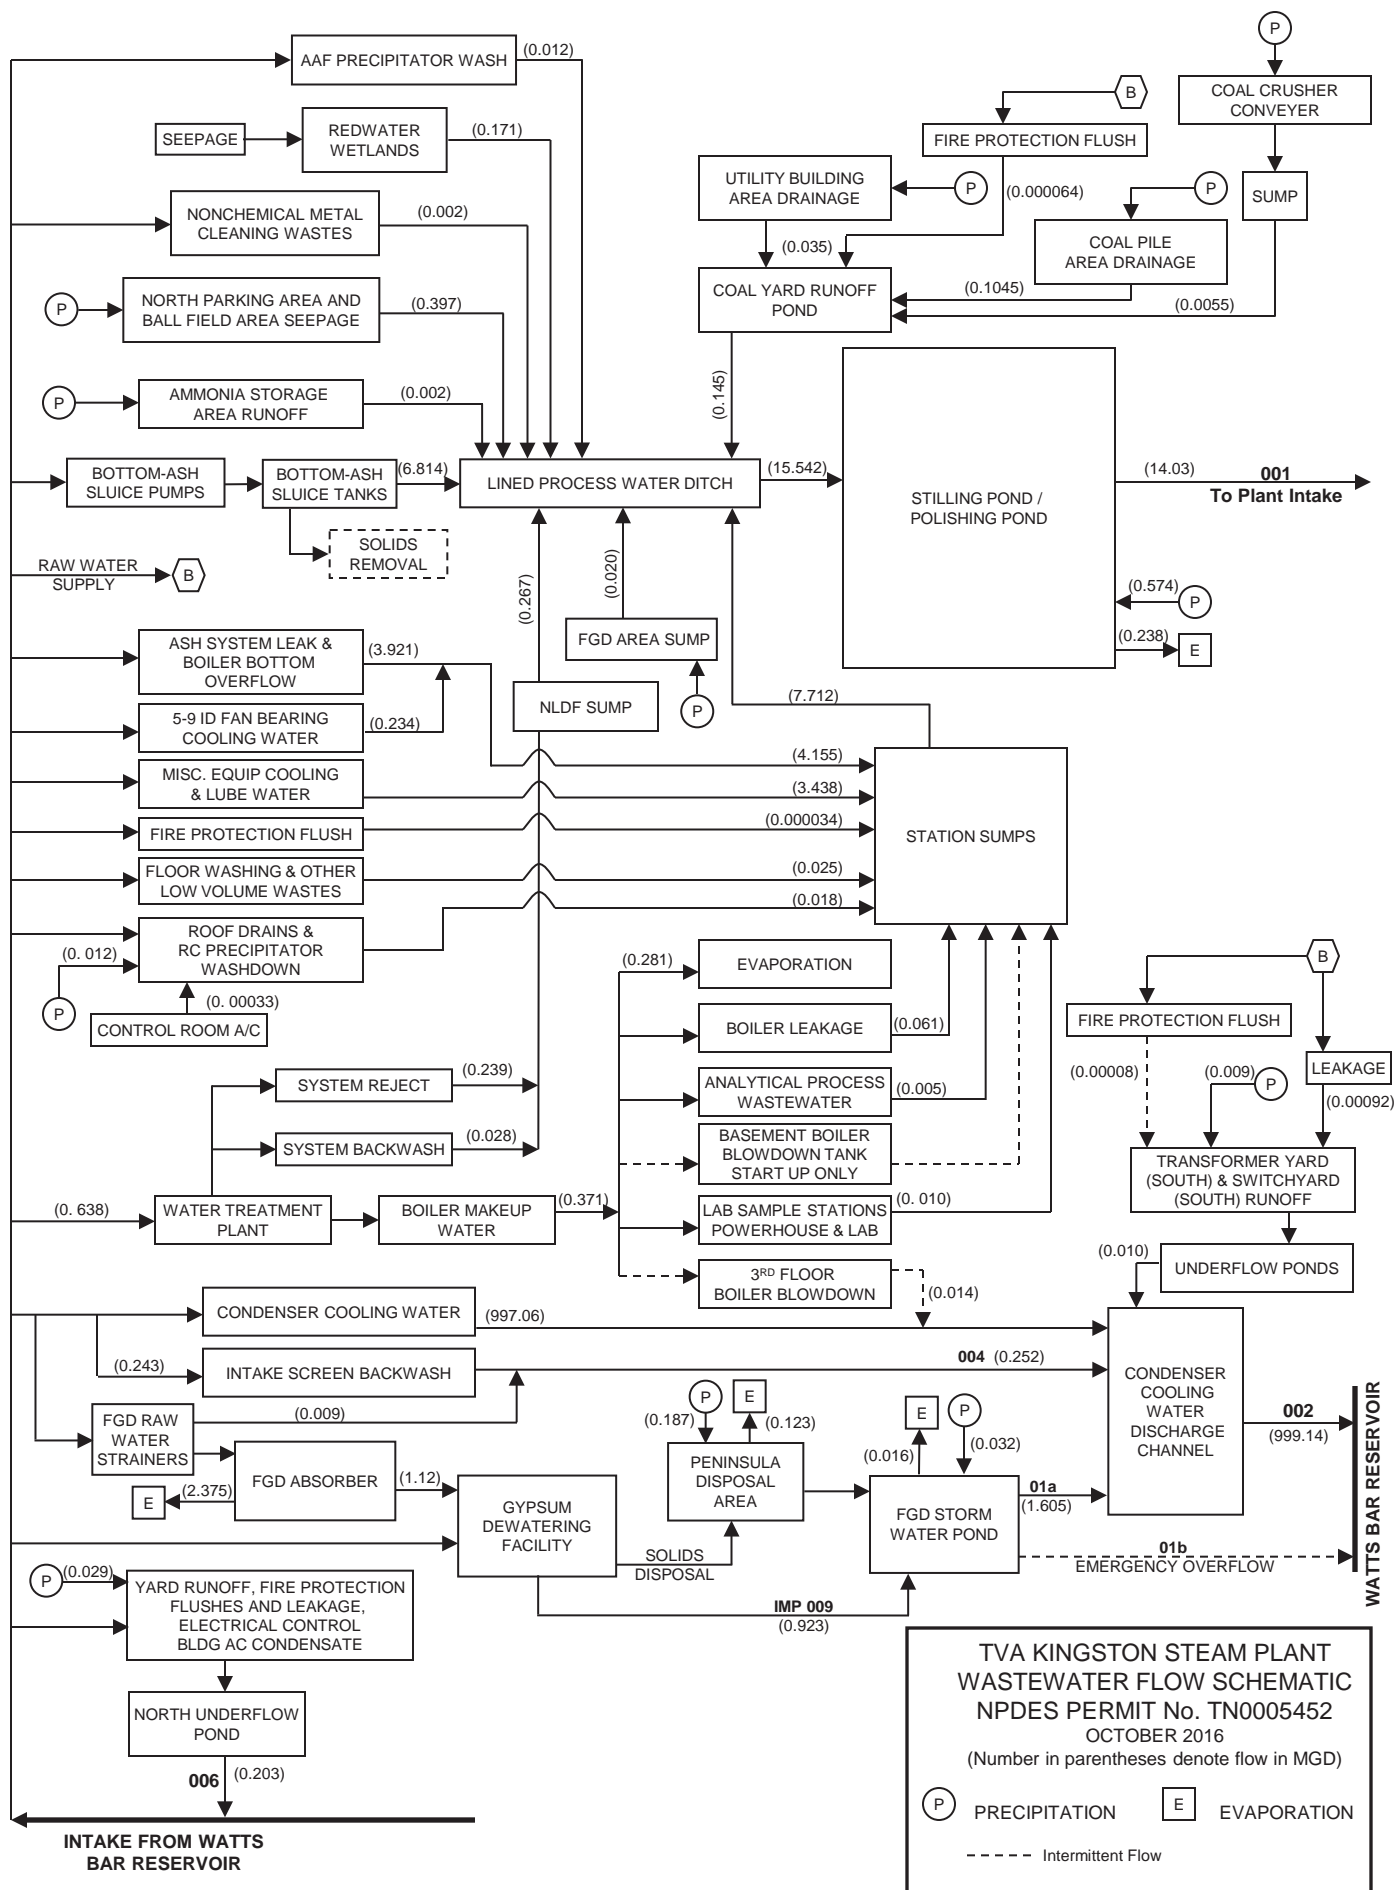 AAF PRECIPITATOR WASH
(0.012)
P
COAL CRUSHER
CONVEYER
B
FIRE PROTECTION FLUSH
SEEPAGE
REDWATER
WETLANDS
(0.171)
UTILITY BUILDING
AREA DRAINAGE
P
(0.000064)
P
SUMP
NONCHEMICAL METAL
CLEANING WASTES
(0.002)
(0.035)
COAL PILE
AREA DRAINAGE
P
NORTH PARKING AREA AND
BALL FIELD AREA SEEPAGE
(0.397)
COAL YARD RUNOFF
POND
(0.1045)
(0.0055)
P
AMMONIA STORAGE
AREA RUNOFF
(0.002)
(0.145)
BOTTOM-ASH
SLUICE PUMPS
BOTTOM-ASH
SLUICE TANKS
(6.814)
LINED PROCESS WATER DITCH
(15.542)
STILLING POND /
POLISHING POND
(14.03)
001
To Plant Intake
SOLIDS
REMOVAL
RAW WATER
SUPPLY
B
(0.267)
(0.020)
(0.574)
P
(0.238)
E
FGD AREA SUMP
P
ASH SYSTEM LEAK &
BOILER BOTTOM
OVERFLOW
(3.921)
NLDF SUMP
(7.712)
5-9 ID FAN BEARING
COOLING WATER
(0.234)
(4.155)
MISC. EQUIP COOLING
& LUBE WATER
(3.438)
FIRE PROTECTION FLUSH
(0.000034)
STATION SUMPS
FLOOR WASHING & OTHER
LOW VOLUME WASTES
(0.025)
(0.018)
ROOF DRAINS &
RC PRECIPITATOR
WASHDOWN
(0. 012)
P
(0. 00033)
CONTROL ROOM A/C
(0.281)
EVAPORATION
BOILER LEAKAGE
(0.061)
B
FIRE PROTECTION FLUSH
(0.00008)
(0.009)
P
LEAKAGE
(0.00092)
SYSTEM REJECT
(0.239)
ANALYTICAL PROCESS
WASTEWATER
(0.005)
SYSTEM BACKWASH
(0.028)
BASEMENT BOILER
BLOWDOWN TANK
START UP ONLY
TRANSFORMER YARD
(SOUTH) & SWITCHYARD
(SOUTH) RUNOFF
(0. 638)
WATER TREATMENT
PLANT
BOILER MAKEUP
WATER
(0.371)
LAB SAMPLE STATIONS
POWERHOUSE & LAB
(0. 010)
(0.010)
UNDERFLOW PONDS
3RD FLOOR
BOILER BLOWDOWN
(0.014)
CONDENSER COOLING WATER
(997.06)
(0.243)
INTAKE SCREEN BACKWASH
004 (0.252)
CONDENSER
COOLING
WATER
DISCHARGE
CHANNEL
002
(999.14)
WATTS BAR RESERVOIR
FGD RAW
WATER
STRAINERS
(0.009)
P
E
(0.187)
(0.123)
E
P
(0.016)
(0.032)
FGD ABSORBER
(1.12)
E
(2.375)
PENINSULA
DISPOSAL
AREA
GYPSUM
DEWATERING
FACILITY
FGD STORM
WATER POND
01a
(1.605)
SOLIDS
DISPOSAL
01b
EMERGENCY OVERFLOW
P
(0.029)
YARD RUNOFF, FIRE PROTECTION
FLUSHES AND LEAKAGE,
ELECTRICAL CONTROL
BLDG AC CONDENSATE
IMP 009
(0.923)
NORTH UNDERFLOW
POND
006
(0.203)
INTAKE FROM WATTS
BAR RESERVOIR
TVA KINGSTON STEAM PLANT
WASTEWATER FLOW SCHEMATIC
NPDES PERMIT No. TN0005452
OCTOBER 2016
(Number in parentheses denote flow in MGD)
P PRECIPITATION E EVAPORATION
Intermittent Flow